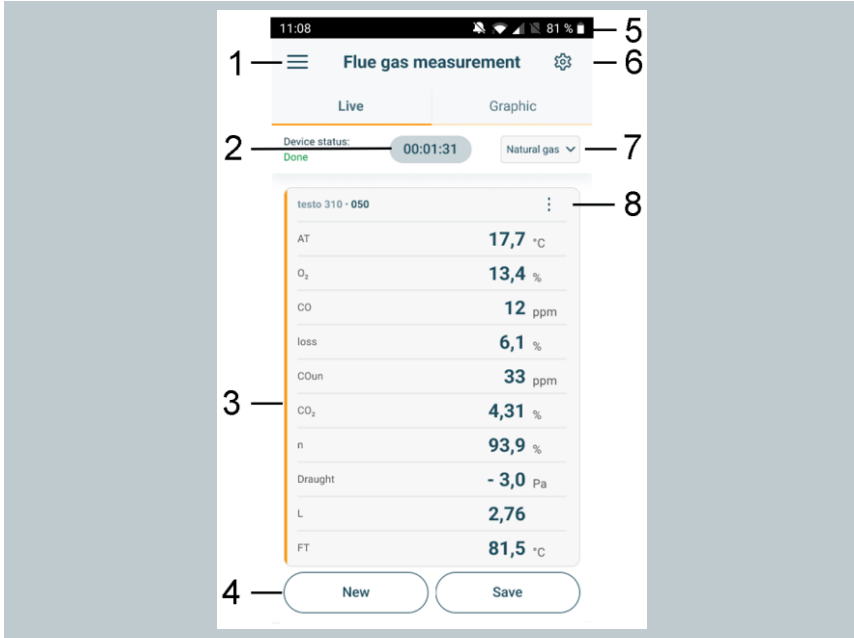 11:08 81 % 5
1 Flue gas measurement 6
Live Graphic
Device status:
2 00:01:31 Natural gas 7
Done
testo 310 - 050 8
AT 17,7 °C
O₂ 13,4 %
CO 12 ppm
loss 6,1 %
COun 33 ppm
3
CO₂ 4,31 %
n 93,9 %
Draught - 3,0 Pa
L 2,76
FT 81,5 °C
4 New Save